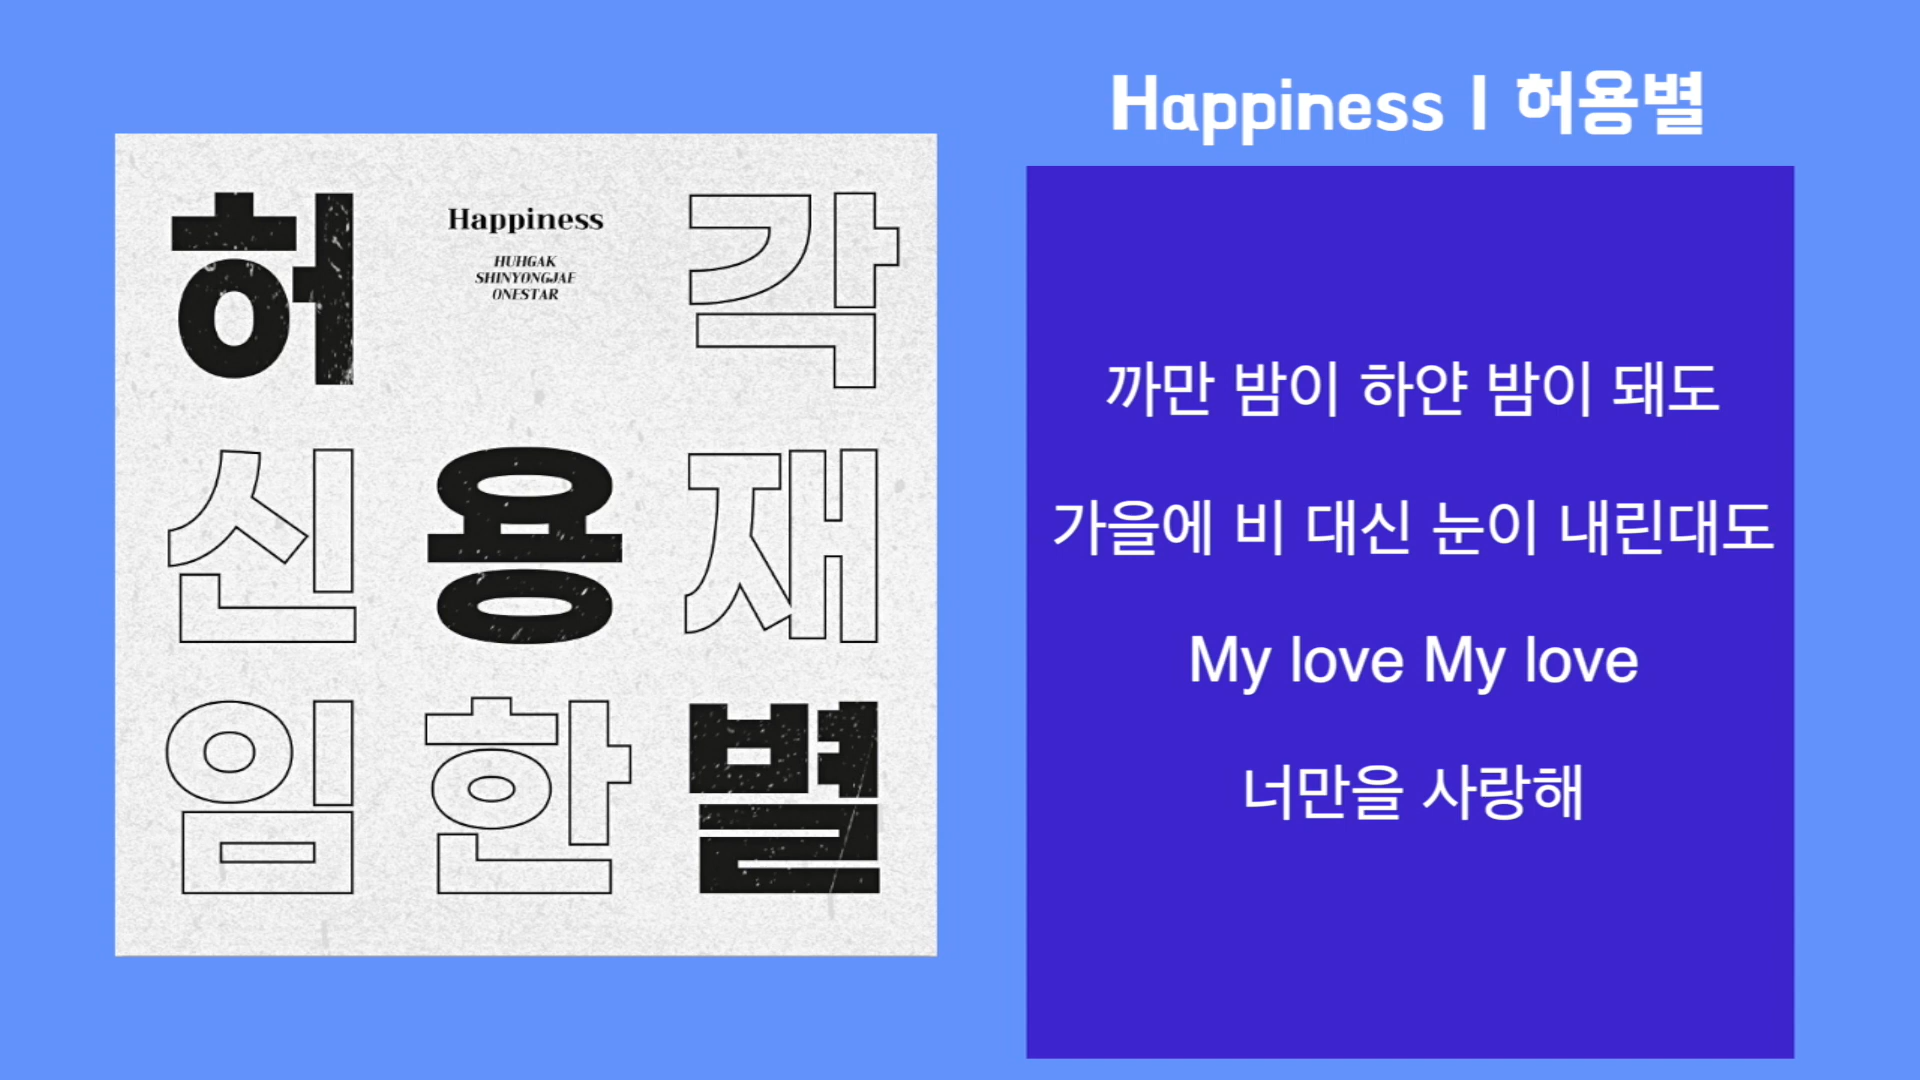 Happiness | 허용별
허 각
Happiness
HUHGAK
SHINYONGJAE
ONESTAR
신용재
임한별
까만 밤이 하얀 밤이 돼도
가을에 비 대신 눈이 내린대도
My love My love
너만을 사랑해